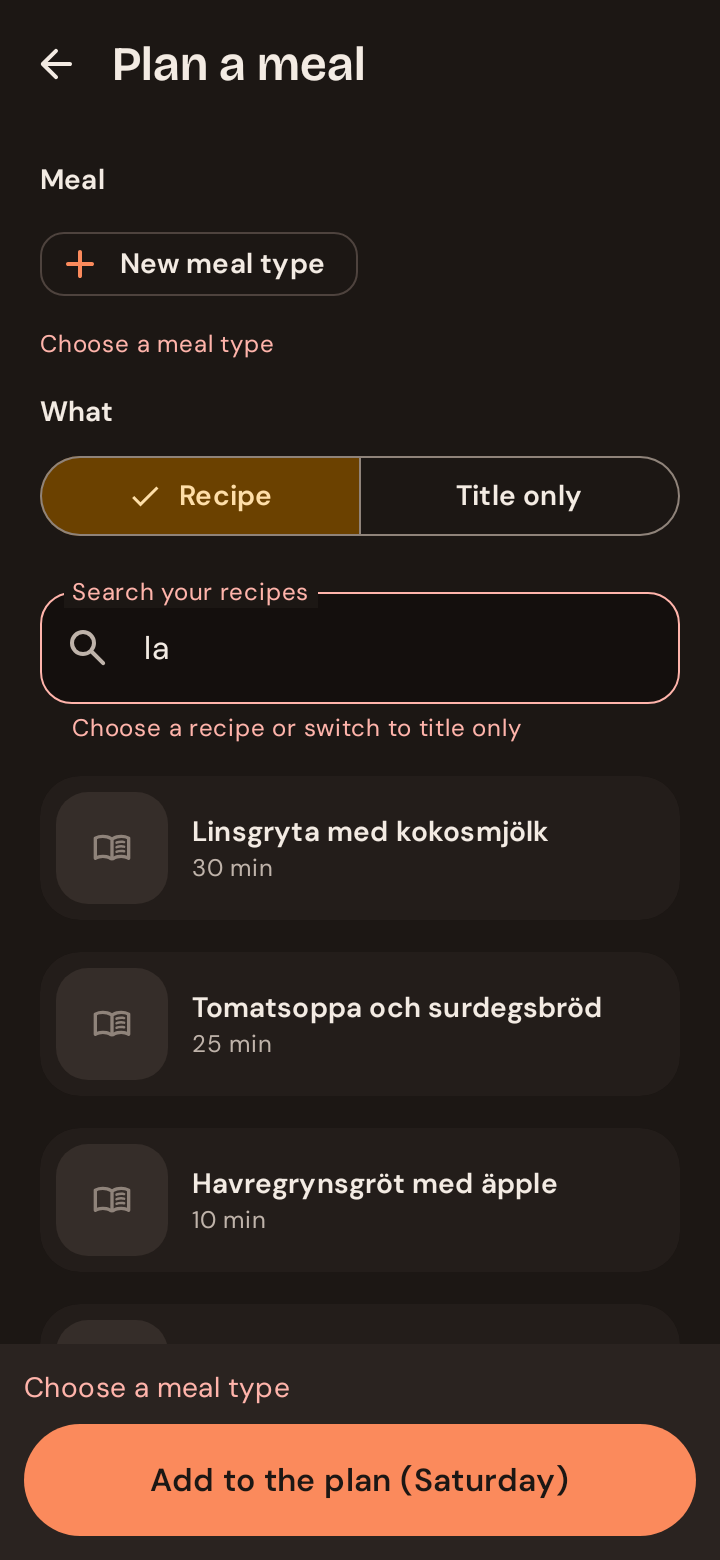 Plan a meal
Meal
New meal type
Choose a meal type
What
Recipe
Title only
Search your recipes
la
Choose a recipe or switch to title only
Linsgryta med kokosmjölk
30 min
Tomatsoppa och surdegsbröd
25 min
Havregrynsgröt med äpple
10 min
Choose a meal type
Add to the plan (Saturday)